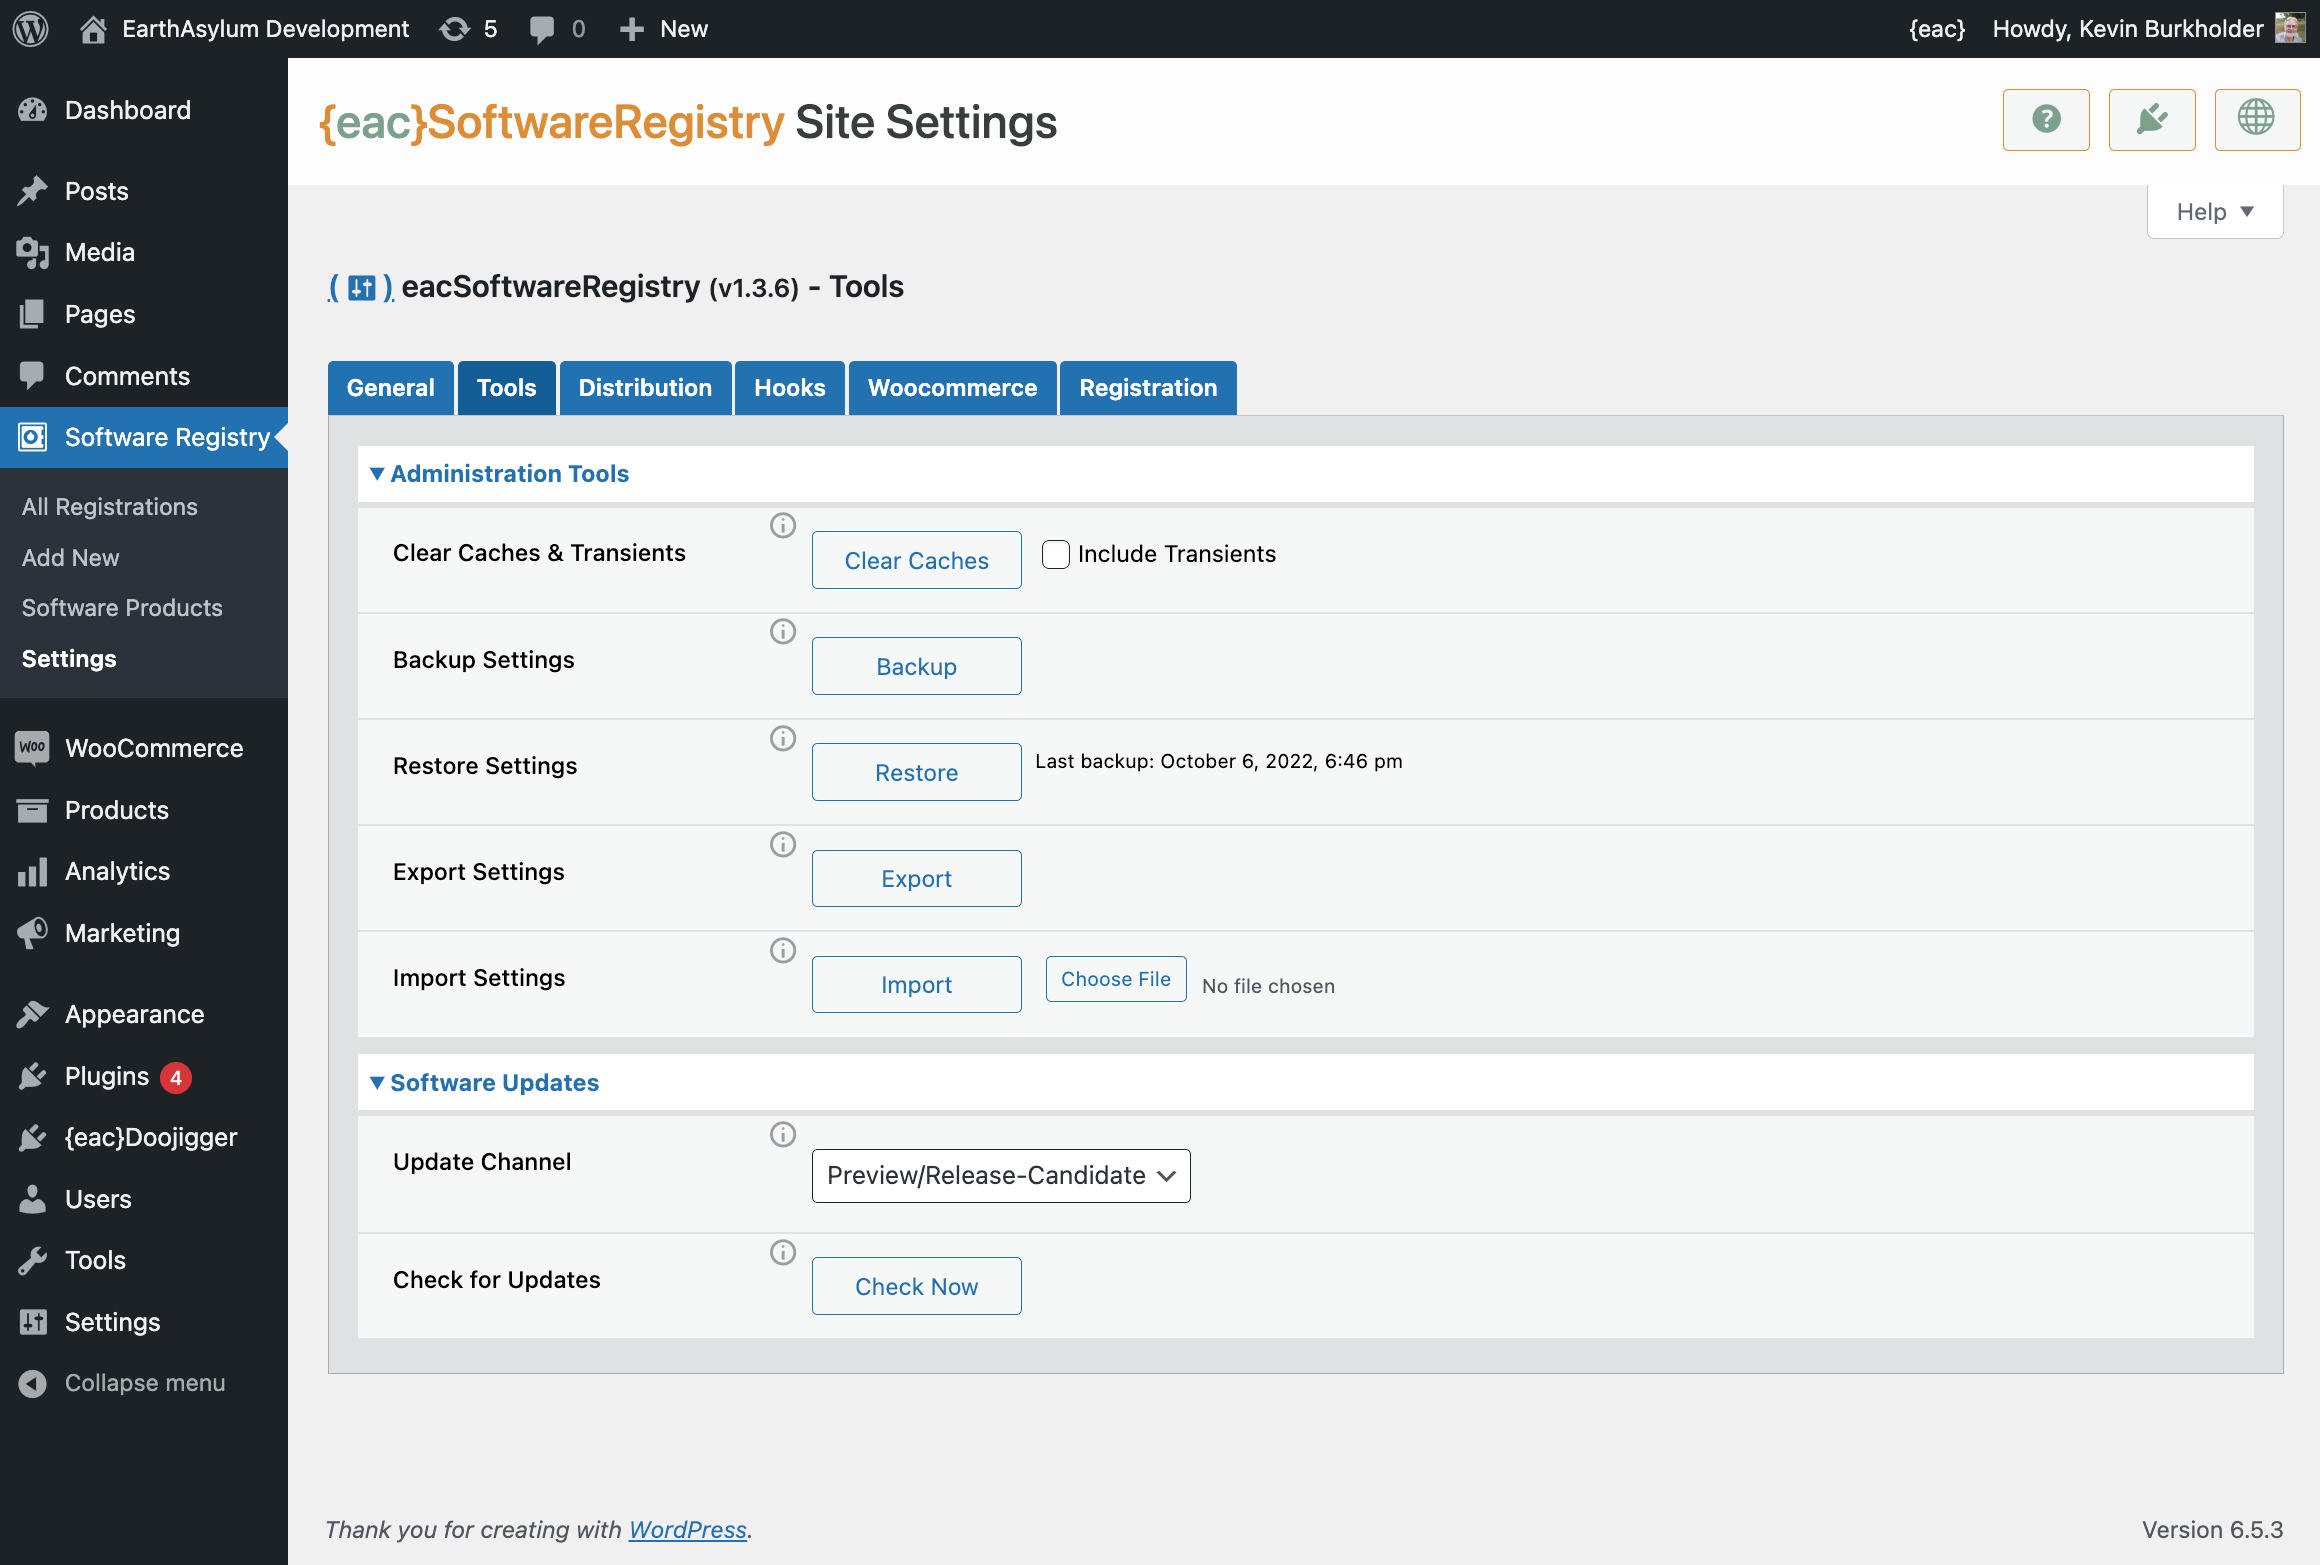 EarthAsylum Development 5 0 New {eac} Howdy, Kevin Burkholder
Dashboard
Posts
Media
Pages
Comments
Software Registry
All Registrations
Add New
Software Products
Settings
Woo WooCommerce
Products
Analytics
Marketing
Appearance
Plugins 4
{eac}Doojigger
Users
Tools
Settings
Collapse menu
{eac}SoftwareRegistry Site Settings
?
Help ▼
( ) eacSoftwareRegistry (v1.3.6) - Tools
General Tools Distribution Hooks Woocommerce Registration
▼ Administration Tools
Clear Caches & Transients Clear Caches Include Transients
Backup Settings Backup
Restore Settings Restore Last backup: October 6, 2022, 6:46 pm
Export Settings Export
Import Settings Import Choose File No file chosen
▼ Software Updates
Update Channel Preview/Release-Candidate
Check for Updates Check Now
Thank you for creating with WordPress. Version 6.5.3